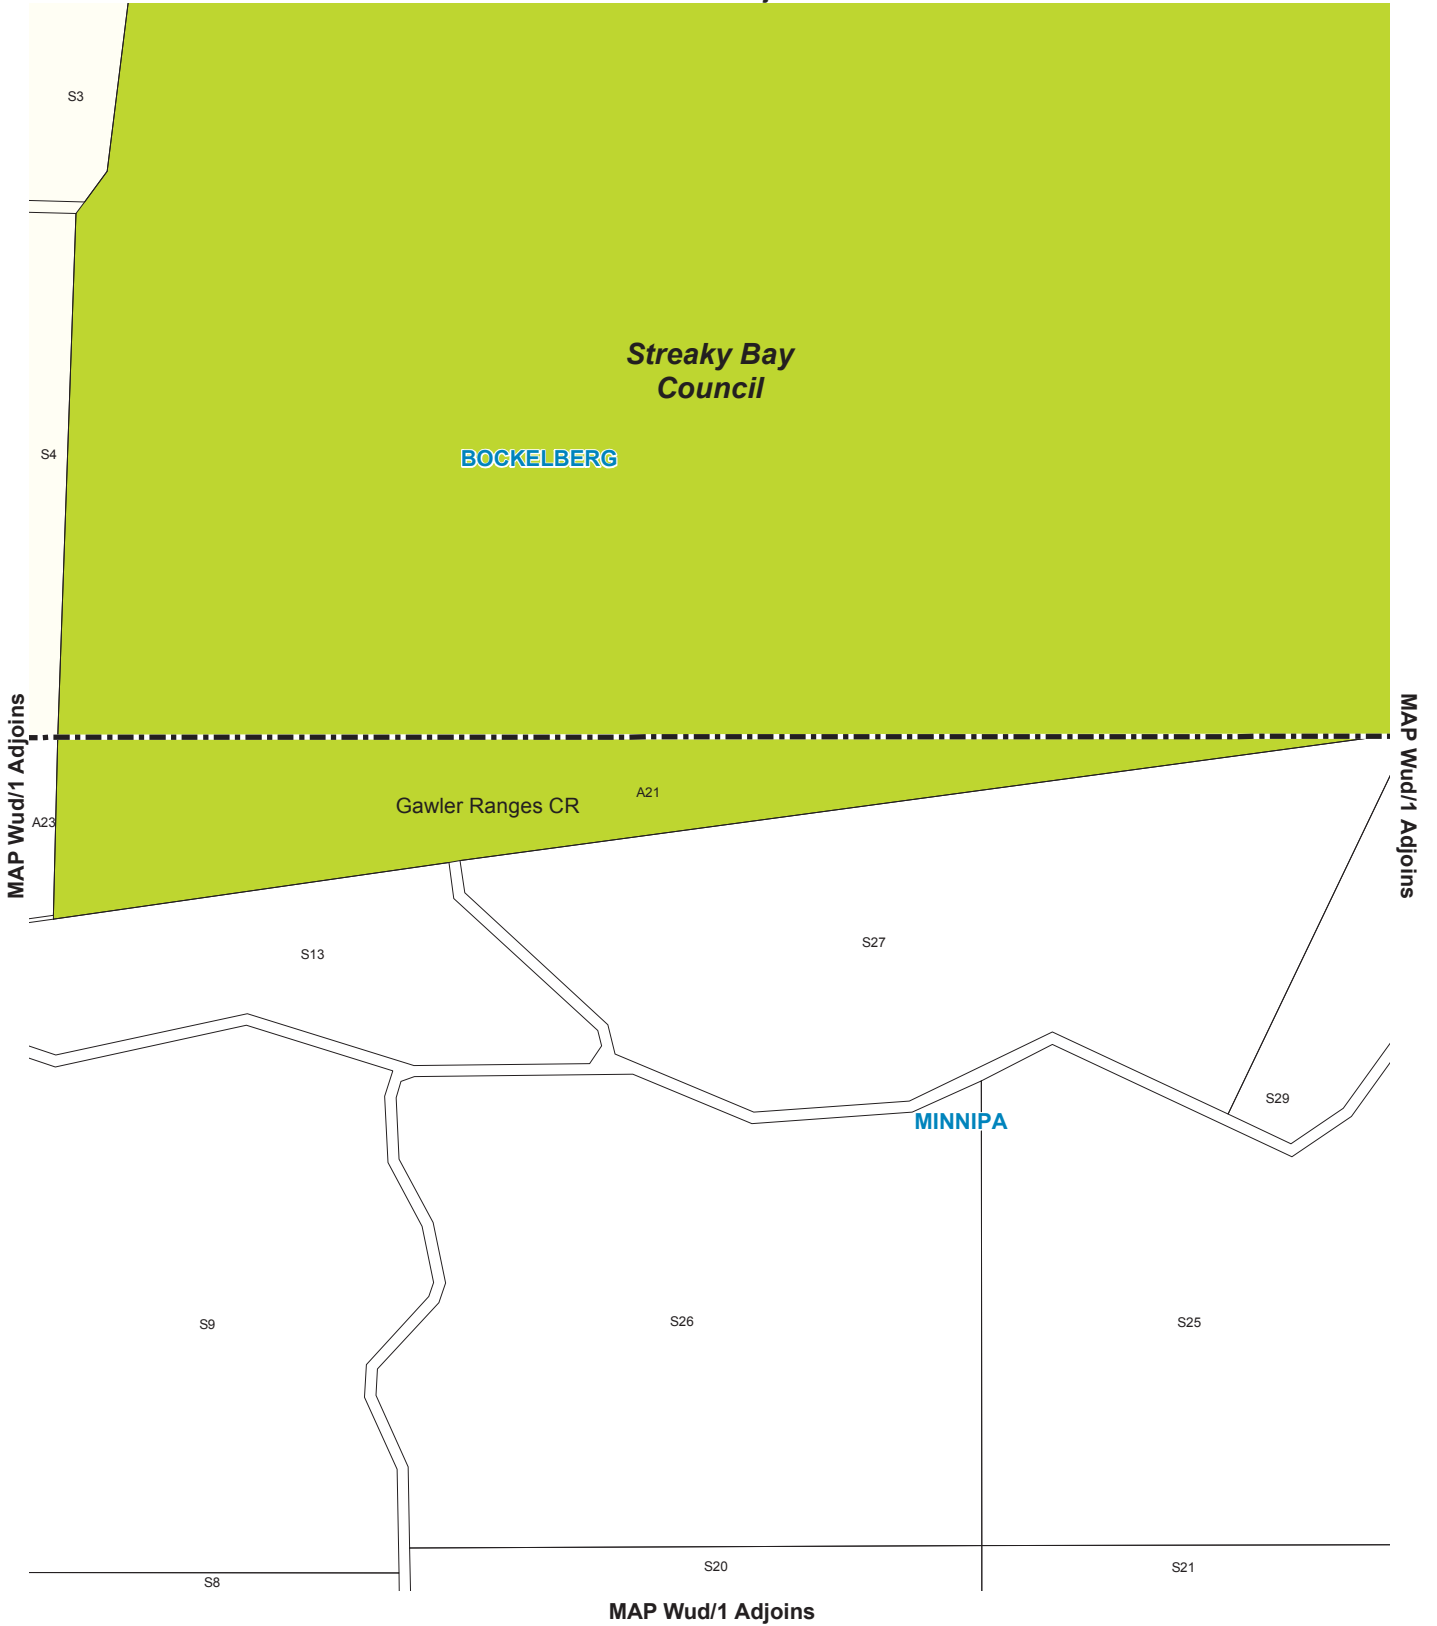 S3
Streaky Bay
Council
S4
BOCKELBERG
MAP Wud/1 Adjoins
MAP Wud/1 Adjoins
A21
Gawler Ranges CR
A23
S27
S13
S29
MINNIPA
S9
S26
S25
S20
S21
S8
MAP Wud/1 Adjoins